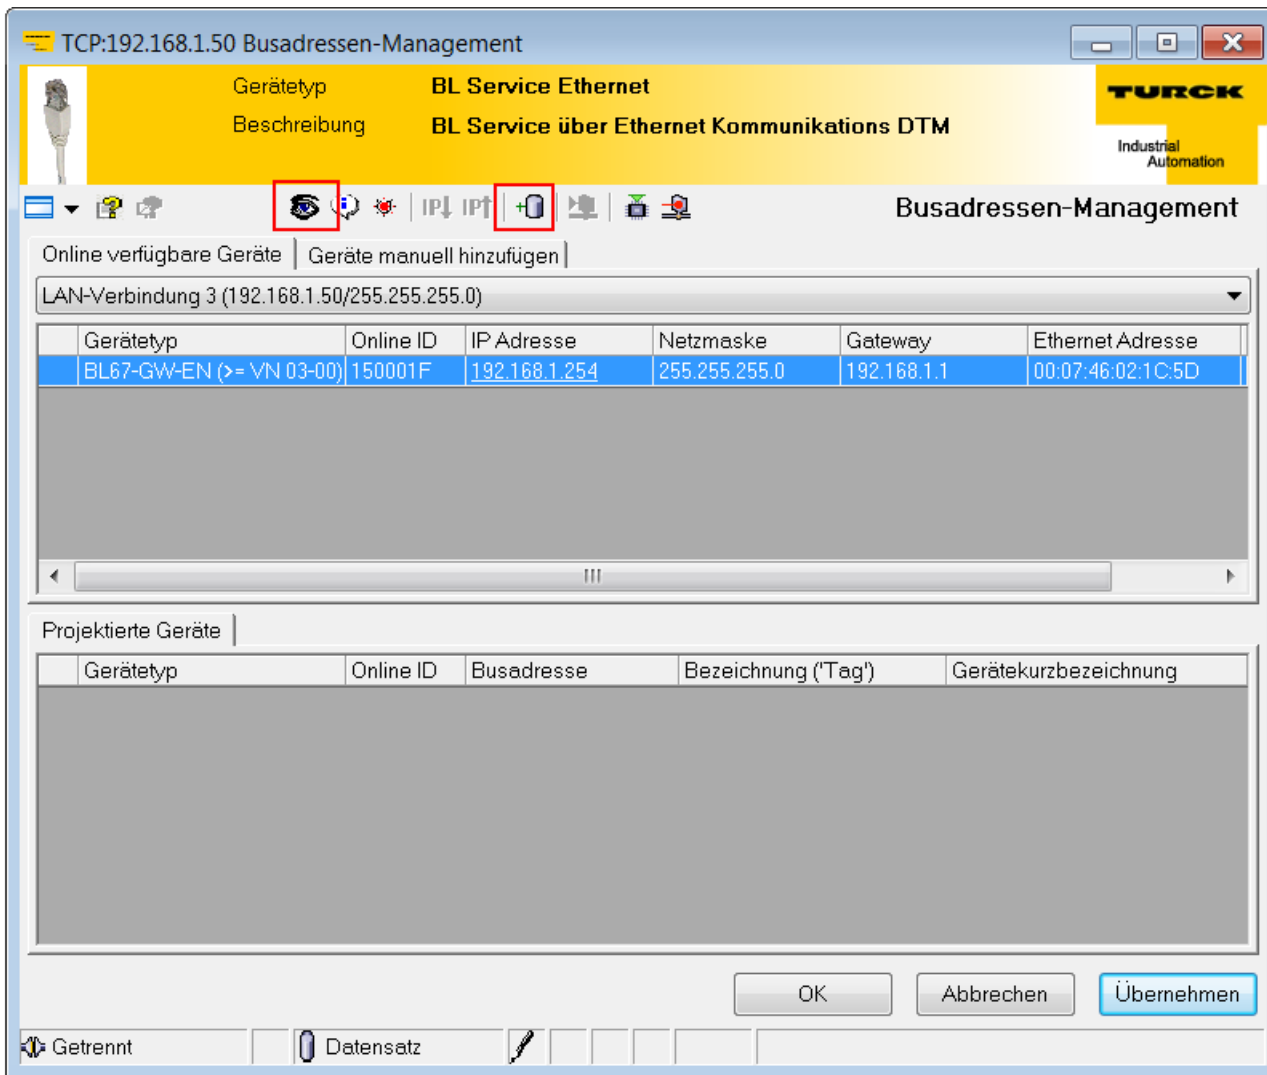 TCP:192.168.1.50 Busadressen-Management
Gerätetyp BL Service Ethernet
Beschreibung BL Service über Ethernet Kommunikations DTM
TURCK
Industrial
Automation
IP IP Busadressen-Management
Online verfügbare Geräte Geräte manuell hinzufügen
LAN-Verbindung 3 (192.168.1.50/255.255.255.0)
Gerätetyp Online ID IP Adresse Netzmaske Gateway Ethernet Adresse
BL67-GW-EN (>= VN 03-00) 150001F 192.168.1.254 255.255.255.0 192.168.1.1 00:07:46:02:1C:5D
Projektierte Geräte
Gerätetyp Online ID Busadresse Bezeichnung ('Tag') Gerätekurzbezeichnung
OK Abbrechen Übernehmen
Getrennt Datensatz